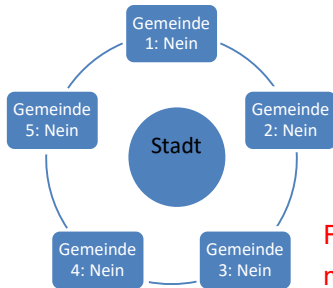 Gemeinde
1: Nein
Gemeinde
5: Nein
Gemeinde
2: Nein
Stadt
Gemeinde
4: Nein
Gemeinde
3: Nein